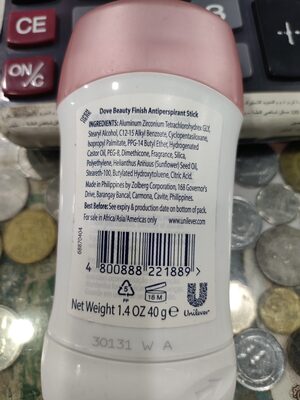 CE
ON/C
Dove Beauty Finish Antiperspirant Stick
INGREDIENTS: Aluminum Zirconium Tetrachlorohydrex GLY,
Stearyl Alcohol, C12-15 Alkyl Benzoate, Cyclopentasiloxane,
Isopropyl Palmitate, PPG-14 Butyl Ether, Hydrogenated
Castor Oil, PEG-8, Dimethicone, Fragrance, Silica,
Polyethylene, Helianthus Annuus (Sunflower) Seed Oil,
Steareth-100, Butylated Hydroxytoluene, Citric Acid.
Made in Philippines by Zolberg Corporation, 168 Governor's
Drive, Barangay Bancal, Carmona, Cavite, Philippines.
Best Before: See expiry & production date on bottom of pack.
For sale in Africa/Asia/Americas only www.unilever.com
68870404
4 800888 221889
5
PP
18 M
Unilever
Net Weight 1.4 OZ 40 g e
30131 W A